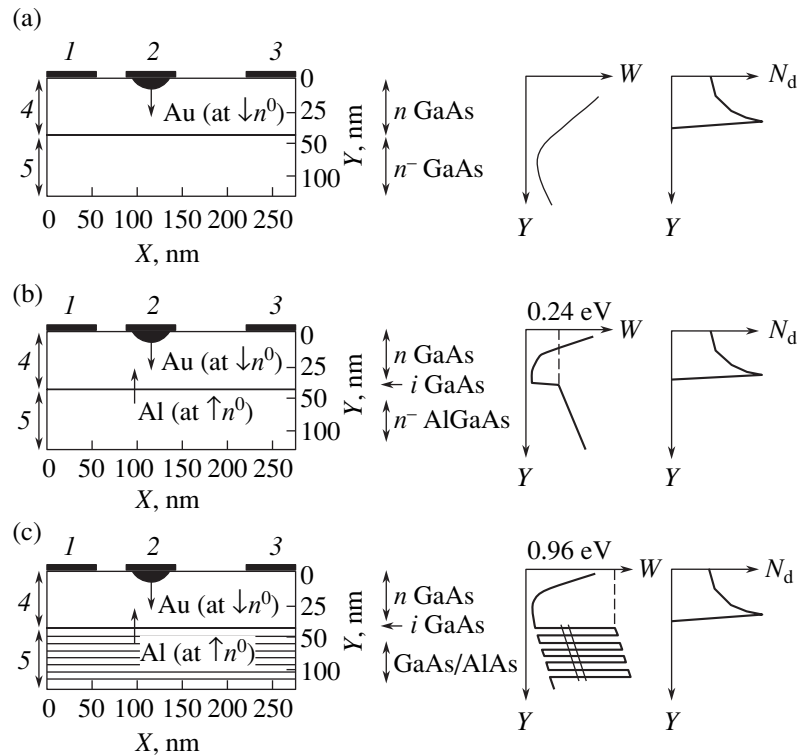 (a)
1 2 3
4
5
0
25
50
100
Y, nm
Au (at ↓n⁰)
0 50 100 150 200 250
X, nm
n GaAs
n⁻ GaAs
W
Y
N_d
Y
(b)
1 2 3
4
5
0
25
50
100
Y, nm
Au (at ↓n⁰)
Al (at ↑n⁰)
0 50 100 150 200 250
X, nm
n GaAs
i GaAs
n⁻ AlGaAs
0.24 eV
W
Y
N_d
Y
(c)
1 2 3
4
5
0
25
50
100
Y, nm
Au (at ↓n⁰)
Al (at ↑n⁰)
0 50 100 150 200 250
X, nm
n GaAs
i GaAs
GaAs/AlAs
0.96 eV
W
Y
N_d
Y